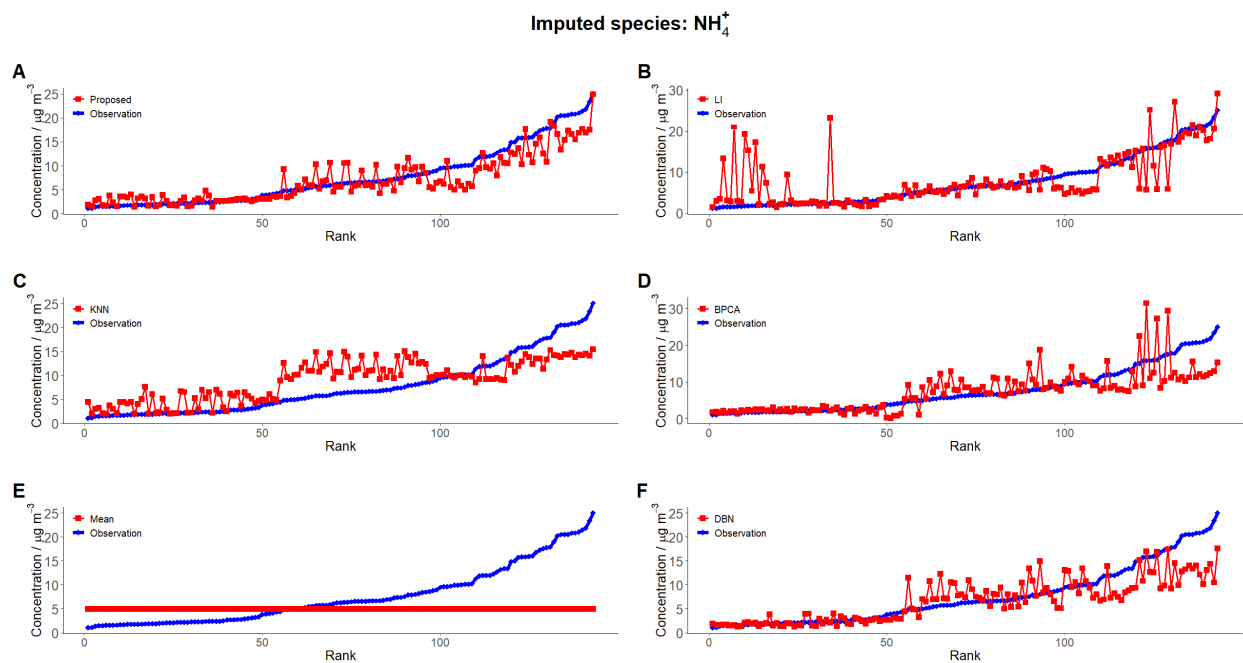 Imputed species: NH₄⁺
A
Concentration / μg m⁻³
25
20
15
10
5
0
Proposed
Observation
0 50 100
Rank
B
Concentration / μg m⁻³
30
20
10
0
LI
Observation
0 50 100
Rank
C
Concentration / μg m⁻³
25
20
15
10
5
0
KNN
Observation
0 50 100
Rank
D
Concentration / μg m⁻³
30
20
10
0
BPCA
Observation
0 50 100
Rank
E
Concentration / μg m⁻³
25
20
15
10
5
0
Mean
Observation
0 50 100
Rank
F
Concentration / μg m⁻³
25
20
15
10
5
0
DBN
Observation
0 50 100
Rank